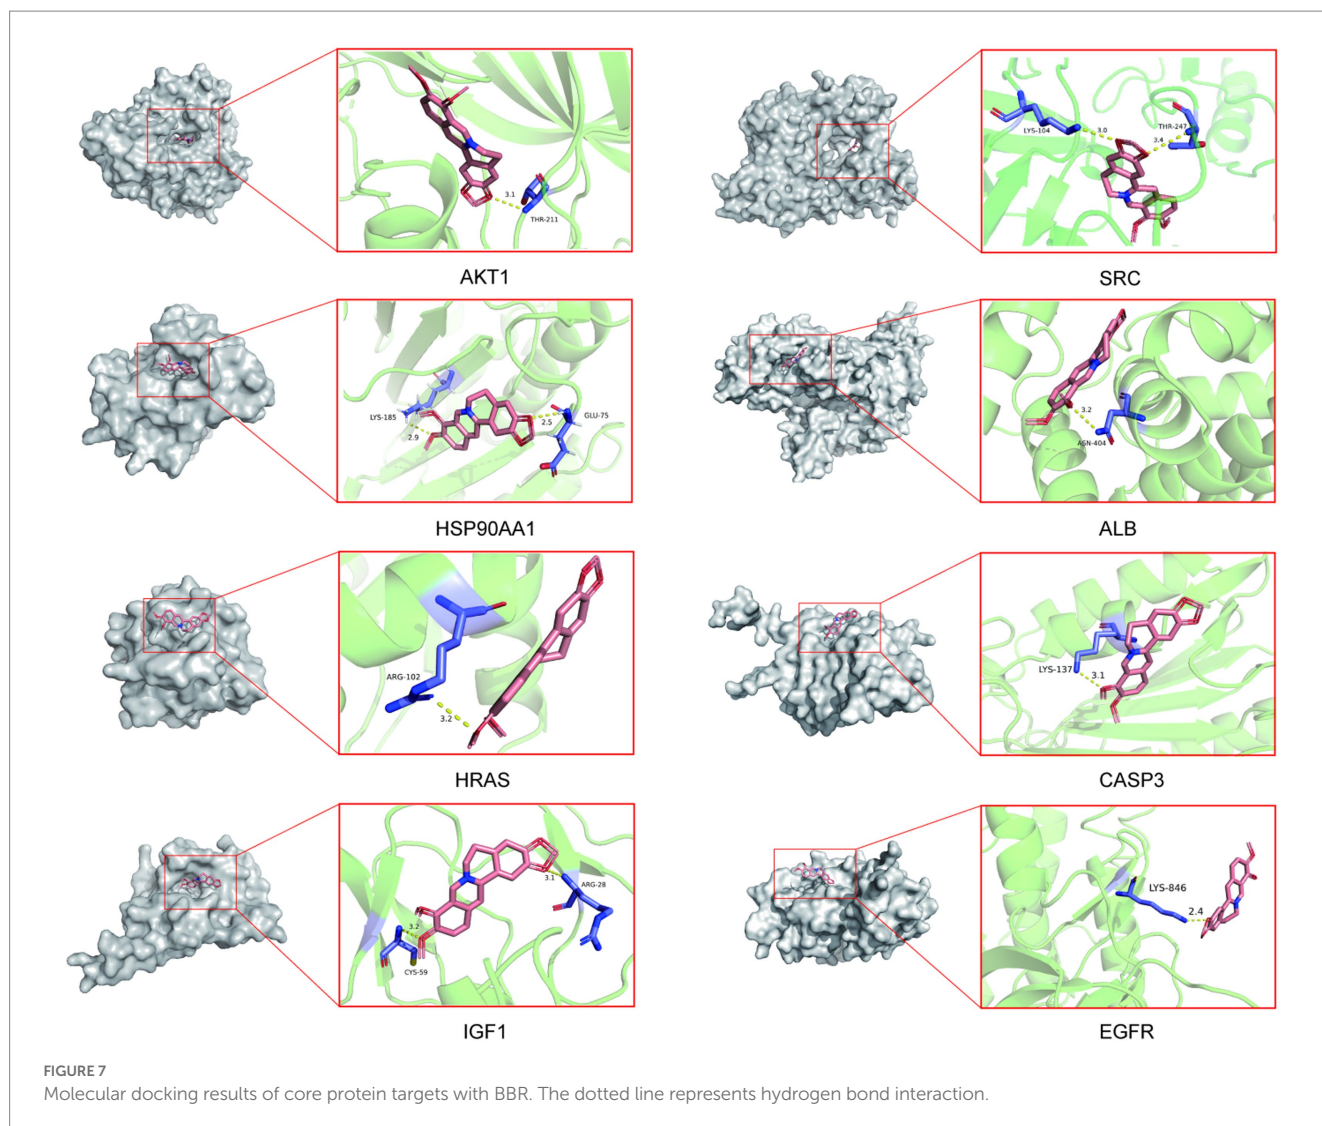 3.1
THR-211
AKT1
LYS-104
3.0
THR-247
3.4
SRC
LYS-185
2.9
GLU-75
2.5
HSP90AA1
3.2
ASN-404
ALB
ARG-102
3.2
HRAS
LYS-137
3.1
CASP3
3.1
ARG-28
3.2
CYS-59
IGF1
LYS-846
2.4
EGFR
FIGURE 7
Molecular docking results of core protein targets with BBR. The dotted line represents hydrogen bond interaction.